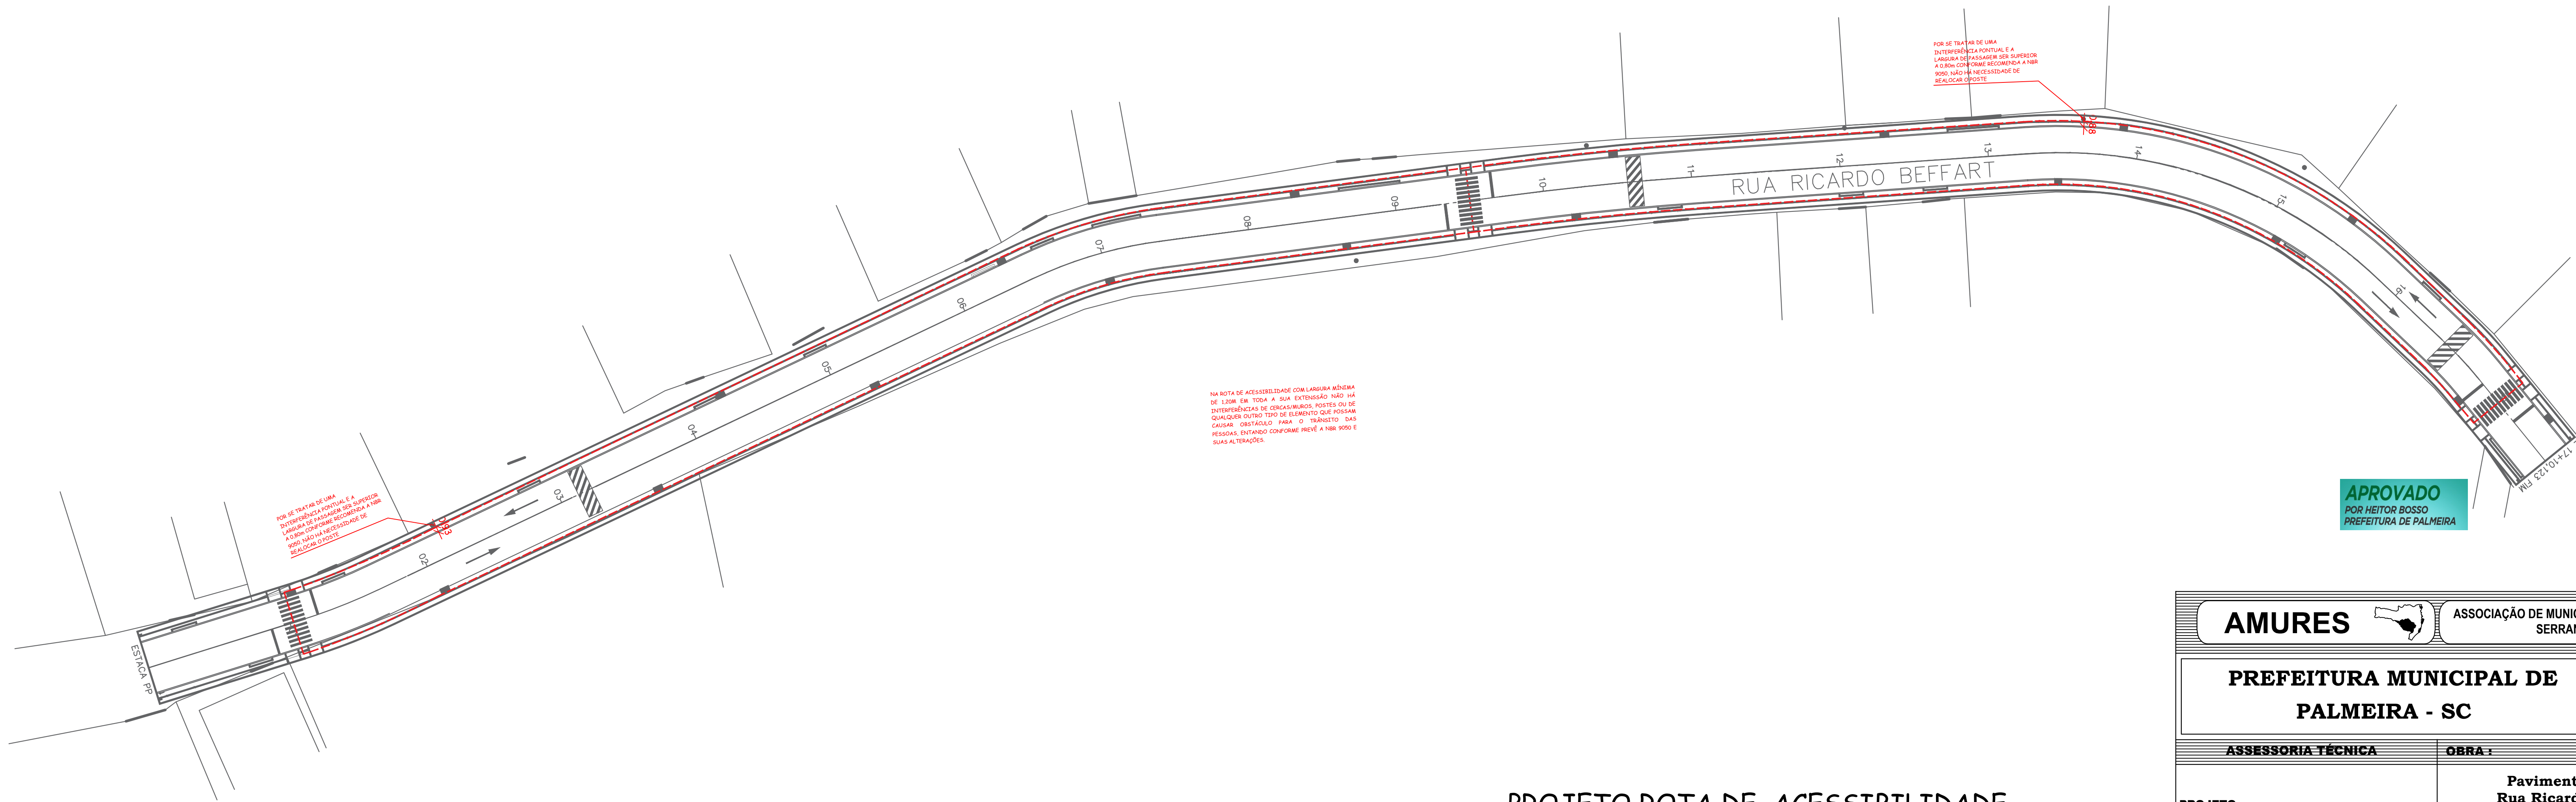 POR SE TRATAR DE UMA
INTERFERÊNCIA PONTUAL E A
LARGURA DE PASSAGEM SER SUPERIOR
A 0,80m CONFORME RECOMENDA A NBR
9050, NÃO HÁ NECESSIDADE DE
REALOCAR O POSTE
0,88
RUA RICARDO BEFFART
14
13
12
11
10
09
08
07
06
05
04
03
02
15
16
NA ROTA DE ACESSIBILIDADE COM LARGURA MÍNIMA
DE 1,20M EM TODA A SUA EXTENSSÃO NÃO HÁ
INTERFERÊNCIAS DE CERCAS/MUROS, POSTES OU DE
QUALQUER OUTRO TIPO DE ELEMENTO QUE POSSAM
CAUSAR OBSTÁCULO PARA O TRÂNSITO DAS
PESSOAS, ENTANDO CONFORME PREVÊ A NBR 9050 E
SUAS ALTERAÇÕES.
POR SE TRATAR DE UMA
INTERFERÊNCIA PONTUAL E A
LARGURA DE PASSAGEM SER SUPERIOR
A 0,80m CONFORME RECOMENDA A NBR
9050, NÃO HÁ NECESSIDADE DE
REALOCAR O POSTE
0,93
ESTACA PP
17+10,123 FIM
APROVADO
POR HEITOR BOSSO
PREFEITURA DE PALMEIRA
AMURES
ASSOCIAÇÃO DE MUNIC
SERRAN
PREFEITURA MUNICIPAL DE
PALMEIRA - SC
ASSESSORIA TÉCNICA
OBRA :
Paviment
Rua Ricard
PROJETO ROTA DE ACESSIBILIDADE